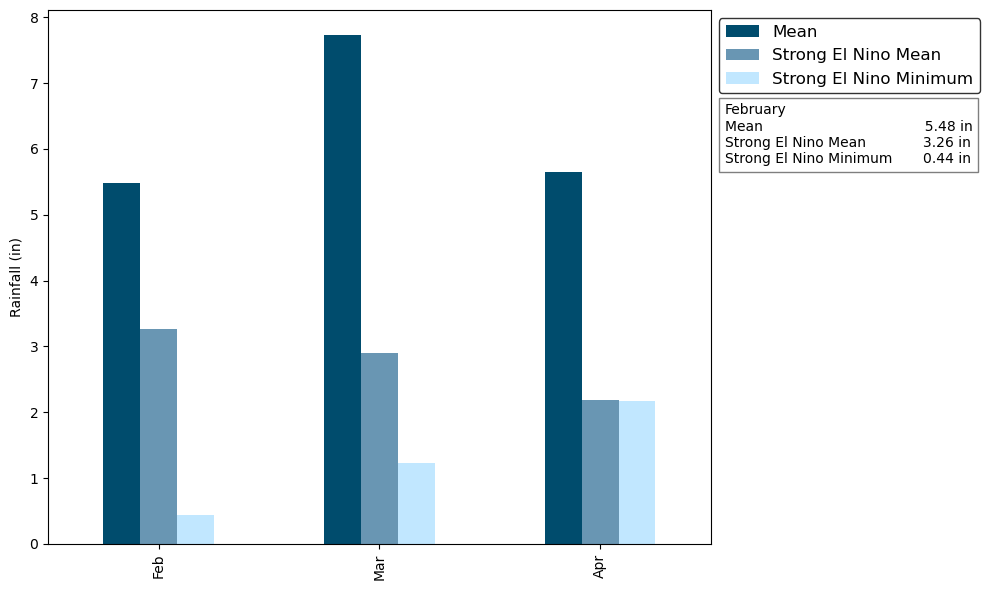 8
7
6
5
4
3
2
1
0
Rainfall (in)
Feb
Mar
Apr
Mean
Strong El Nino Mean
Strong El Nino Minimum
February
Mean 5.48 in
Strong El Nino Mean 3.26 in
Strong El Nino Minimum 0.44 in